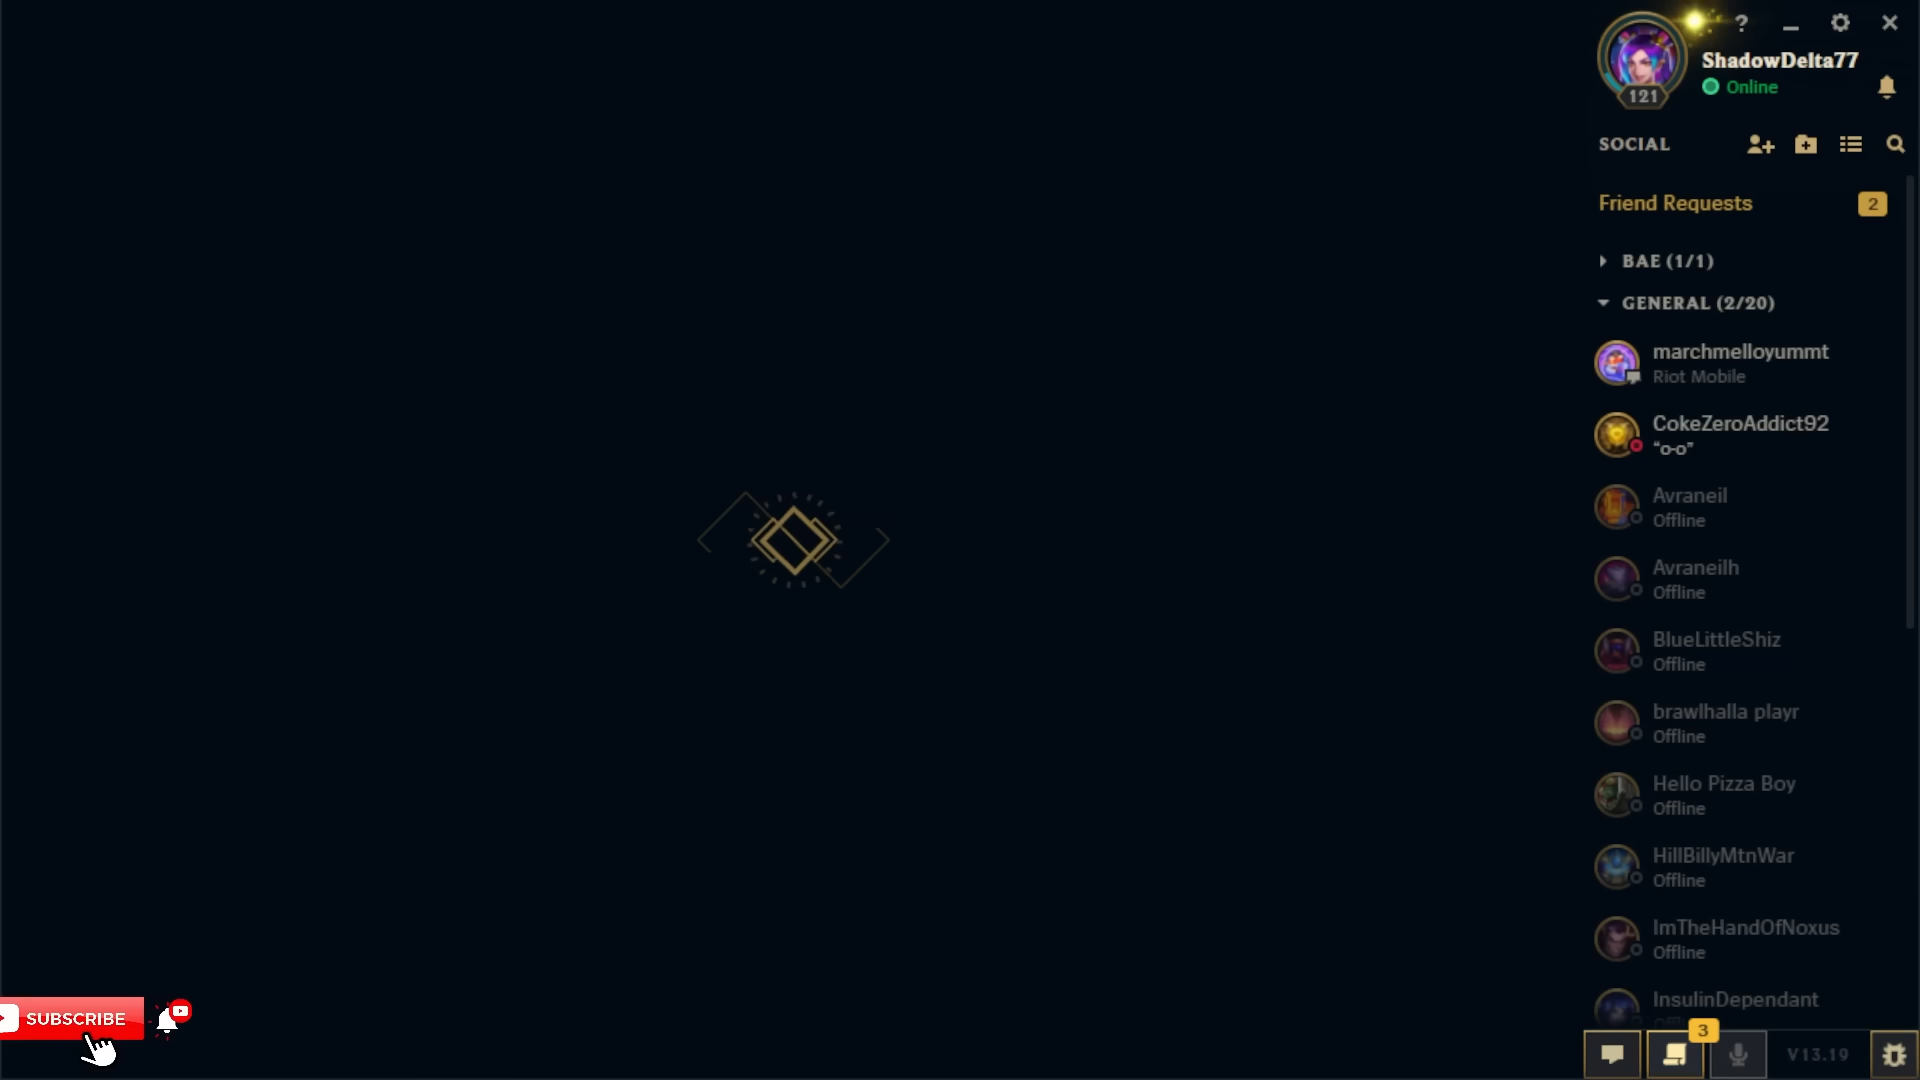 ?
ShadowDelta77
121
Online
SOCIAL
Friend Requests
2
BAE (1/1)
GENERAL (2/20)
marchmelloyummt
Riot Mobile
CokeZeroAddict92
“o-o”
Avraneil
Offline
Avraneilh
Offline
BlueLittleShiz
Offline
brawlhalla playr
Offline
Hello Pizza Boy
Offline
HillBillyMtnWar
Offline
ImTheHandOfNoxus
Offline
InsulinDependant
SUBSCRIBE
3
V13.19